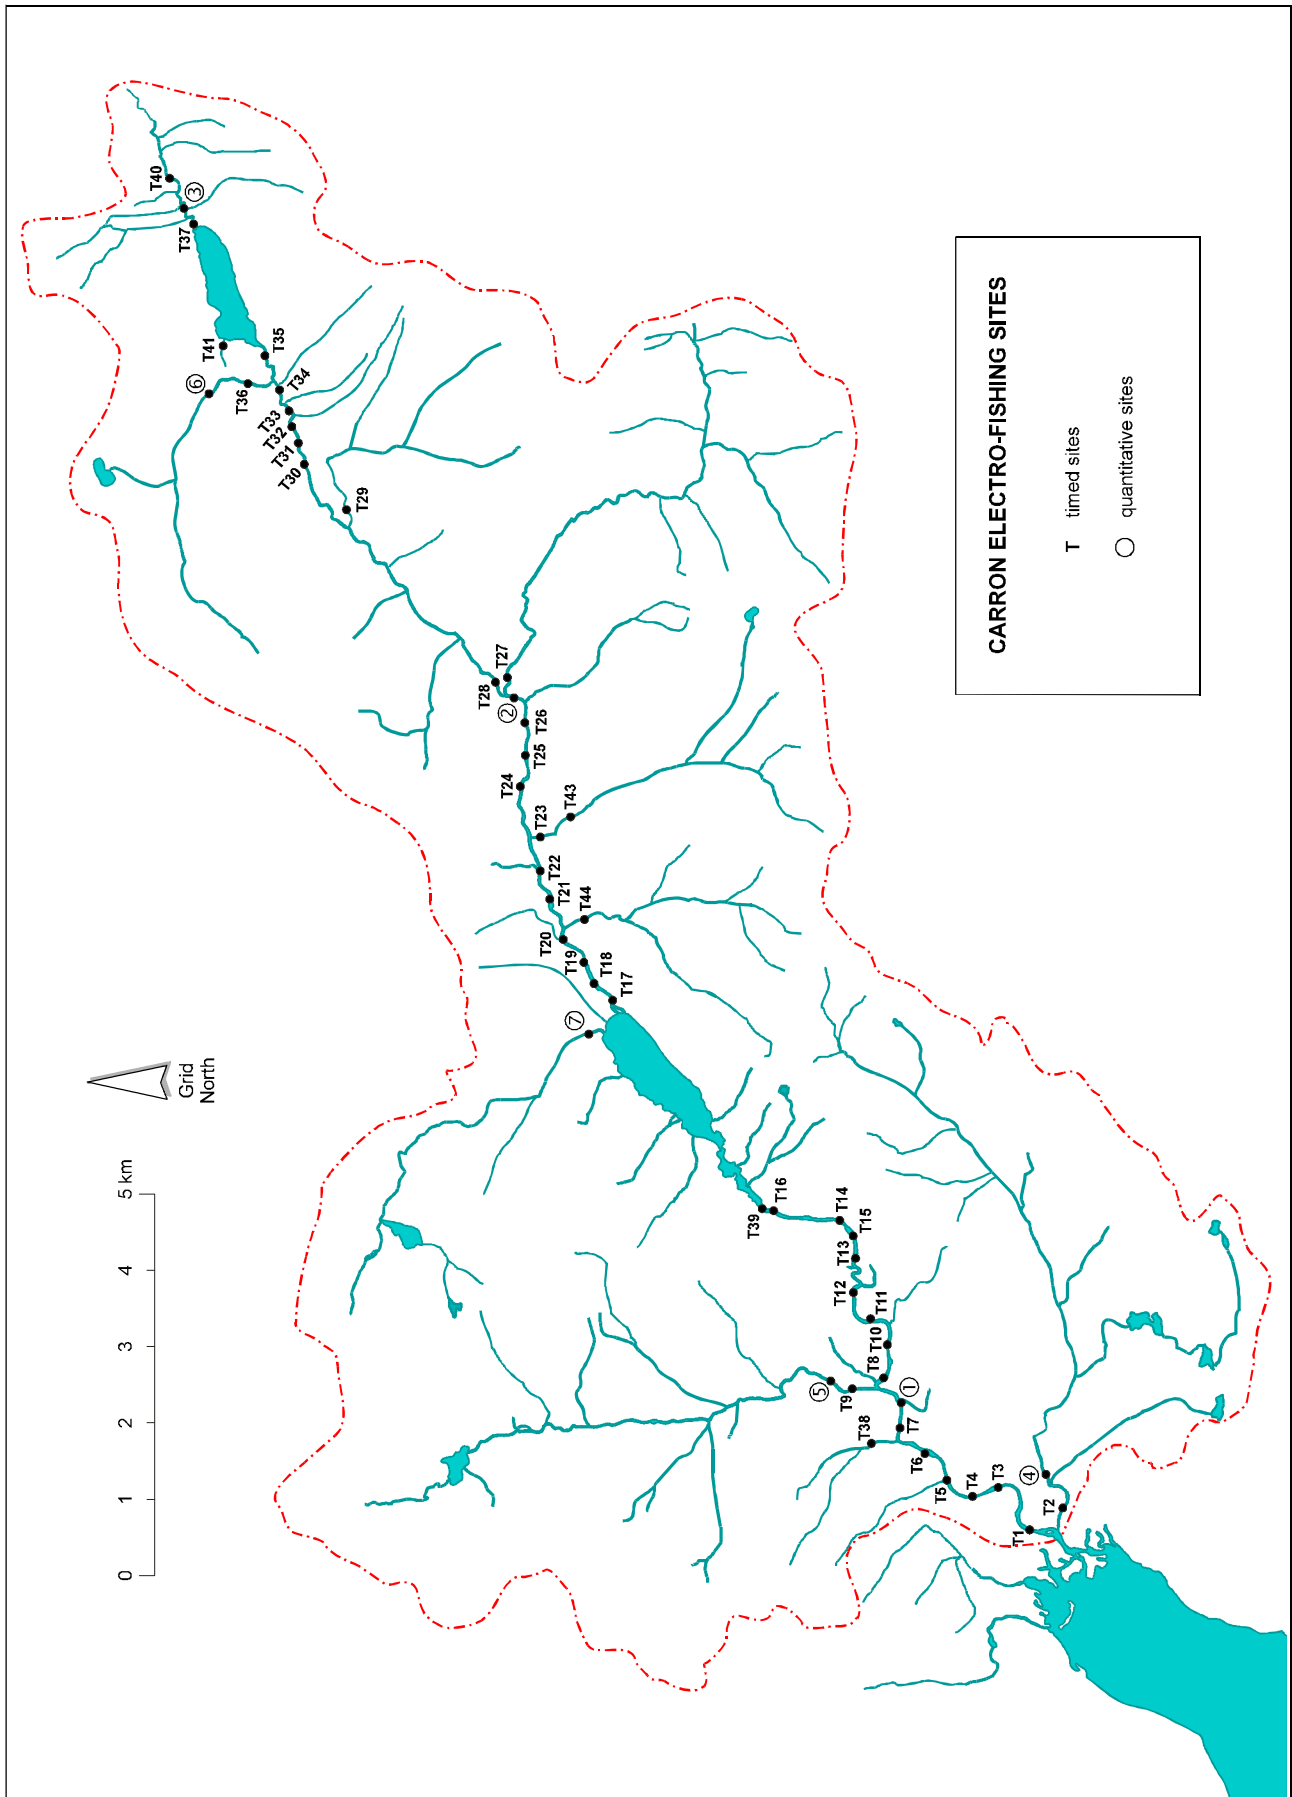 CARRON ELECTRO-FISHING SITES
T timed sites
◯ quantitative sites
Grid
North
0
1
2
3
4
5 km
T40
3
T37
T41
T35
6
T36
T34
T33
T32
T31
T30
T29
T28
T27
2
T26
T25
T24
T23
T43
T22
T21
T44
T20
T19
T18
T17
7
T39
T16
T14
T15
T13
T12
T11
T10
T8
5
T9
1
T38
T7
T6
T5
T4
T3
4
T2
T1